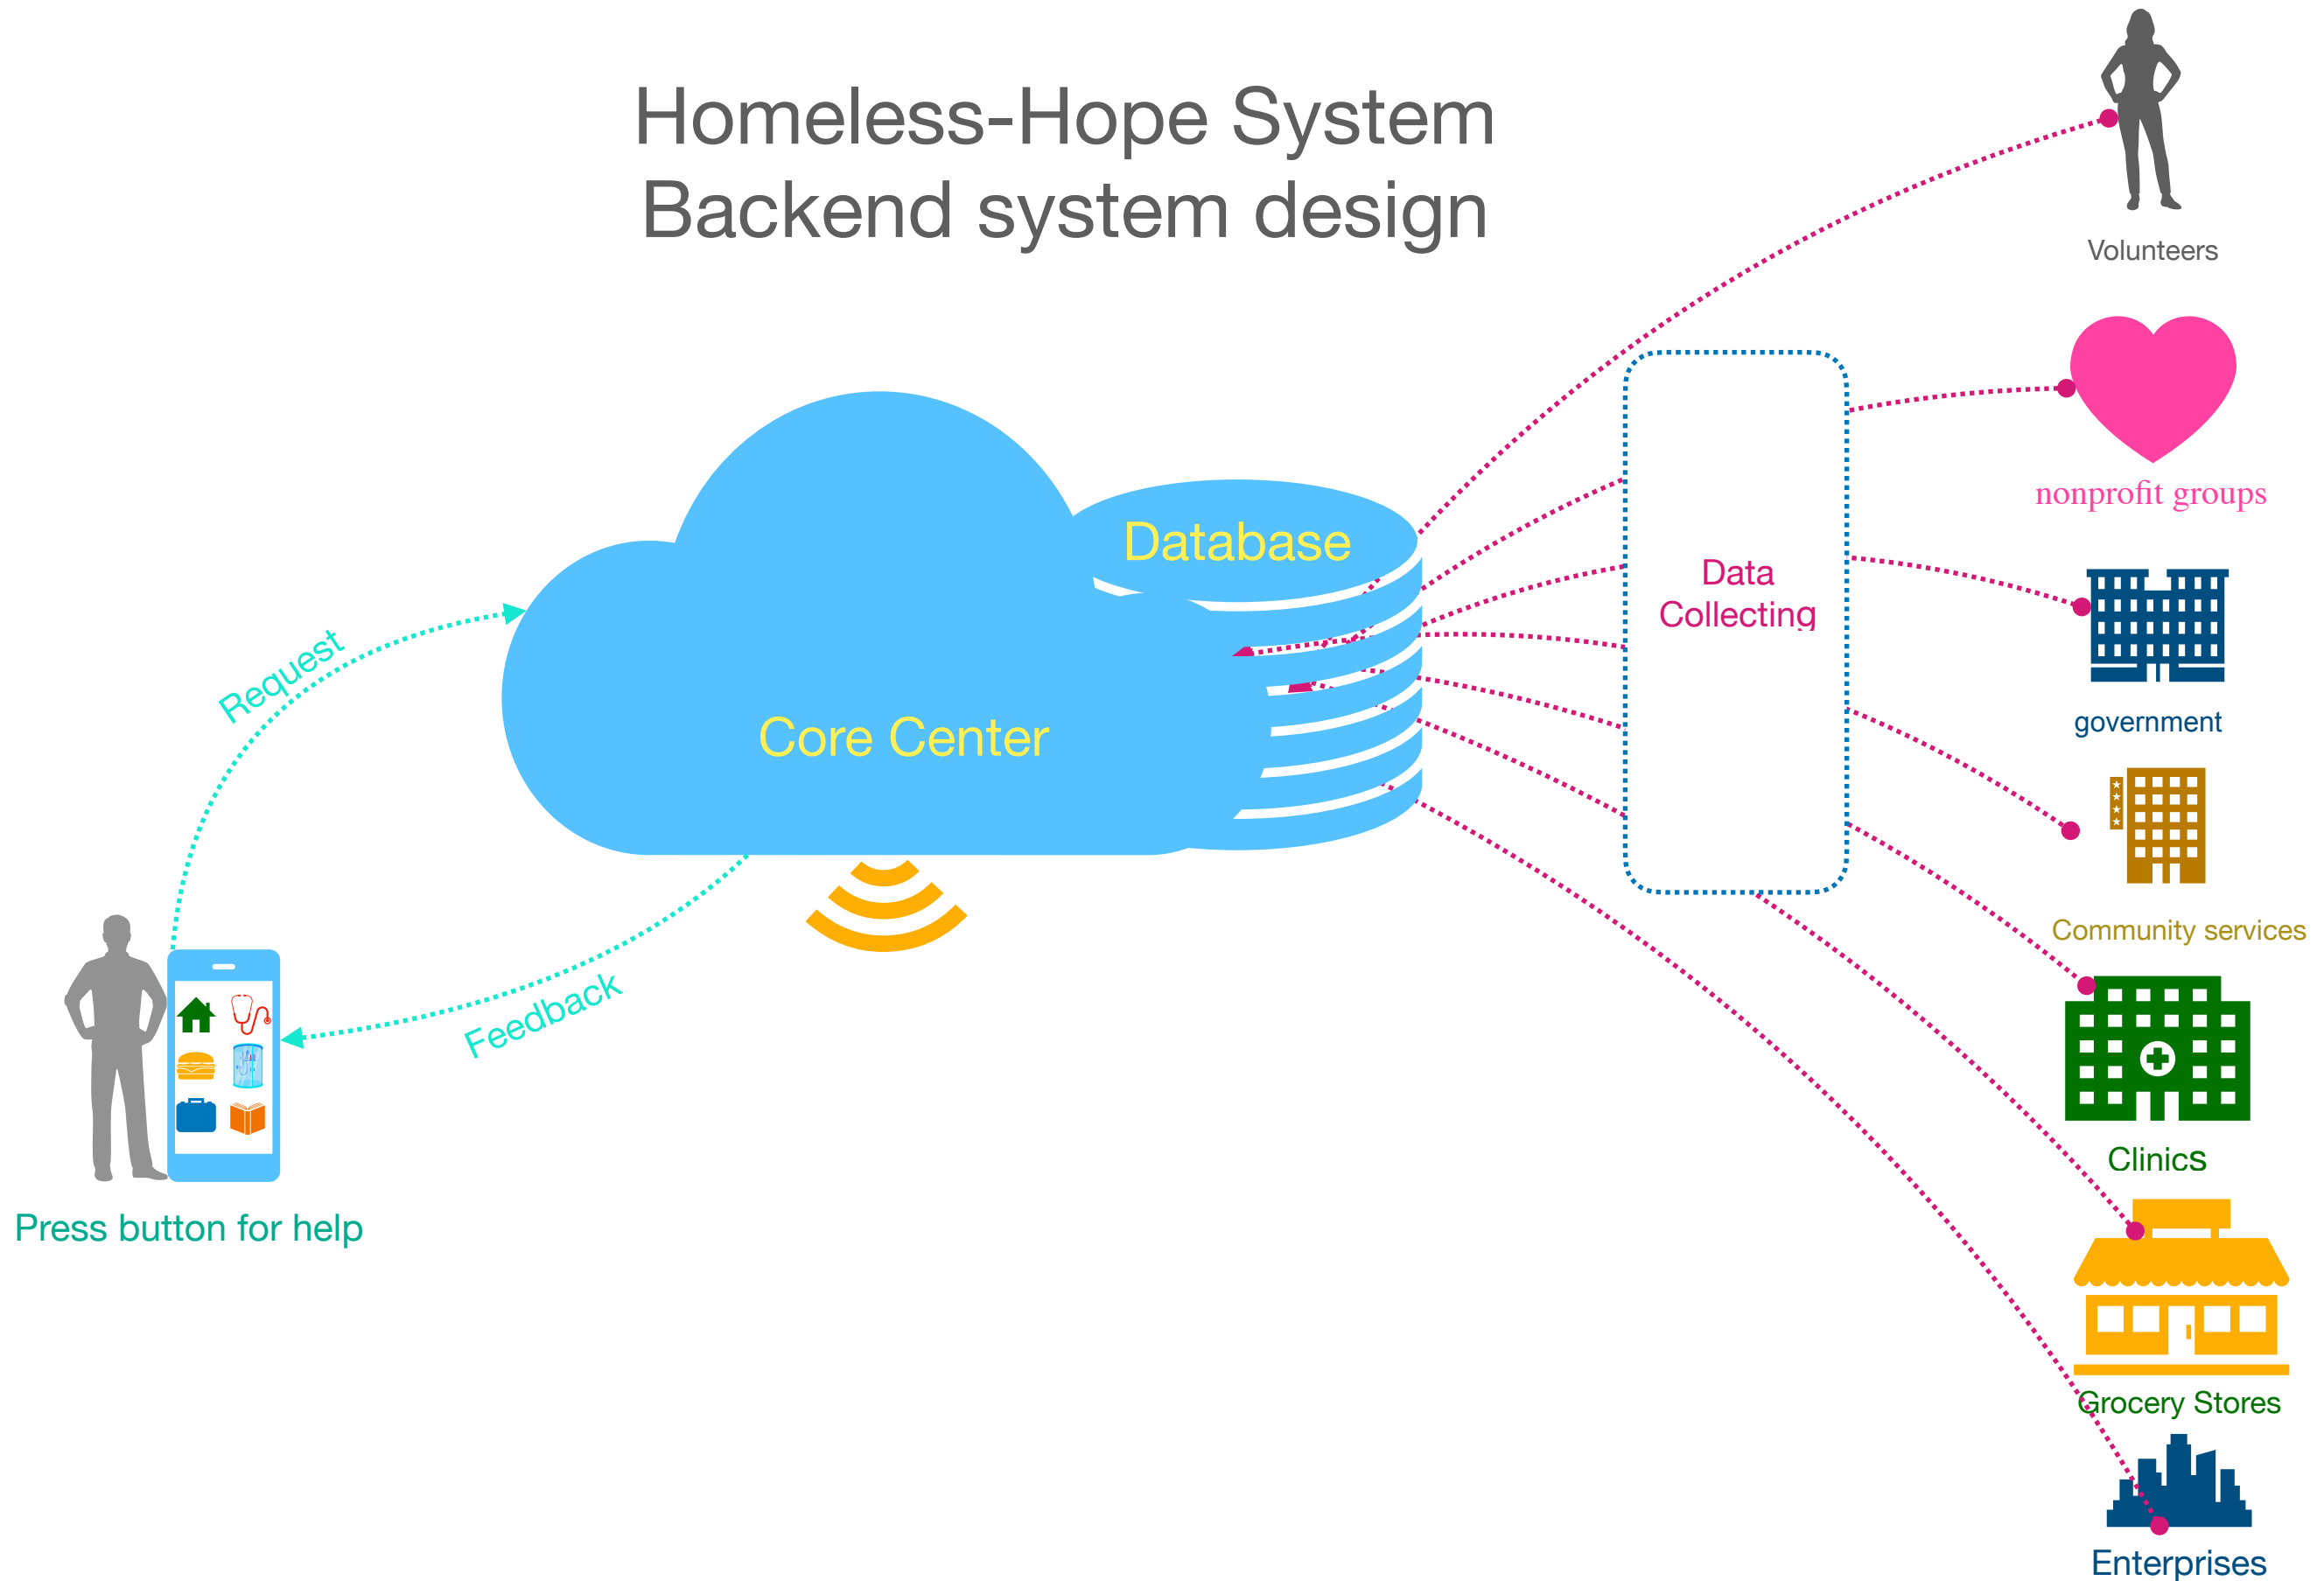 Homeless-Hope System
Backend system design
Volunteers
nonprofit groups
Database
Data
Collecting
Request
government
Core Center
Community services
Feedback
Clinics
Press button for help
Grocery Stores
Enterprises